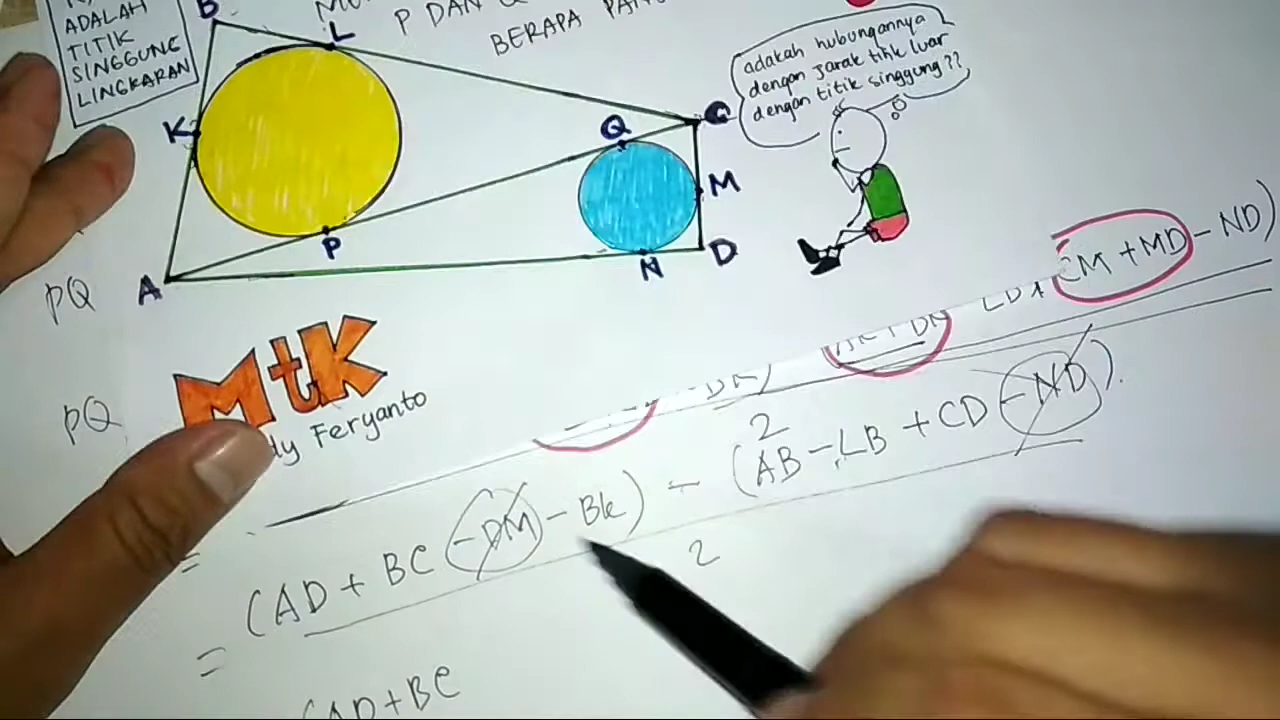 ADALAH
TITIK
SINGGUNG
LINGKARAN
P DAN
BERAPA
B
L
K
Q
C
M
P
A
N
D
adakah hubungannya
dengan jarak titik luar
dengan titik singgung??
PQ
CM + MD - ND)
PQ
MtK
dy Feryanto
2
= (AD + BC - DM - BK) - (AB - LB + CD - ND).
2
=
(AD+BC